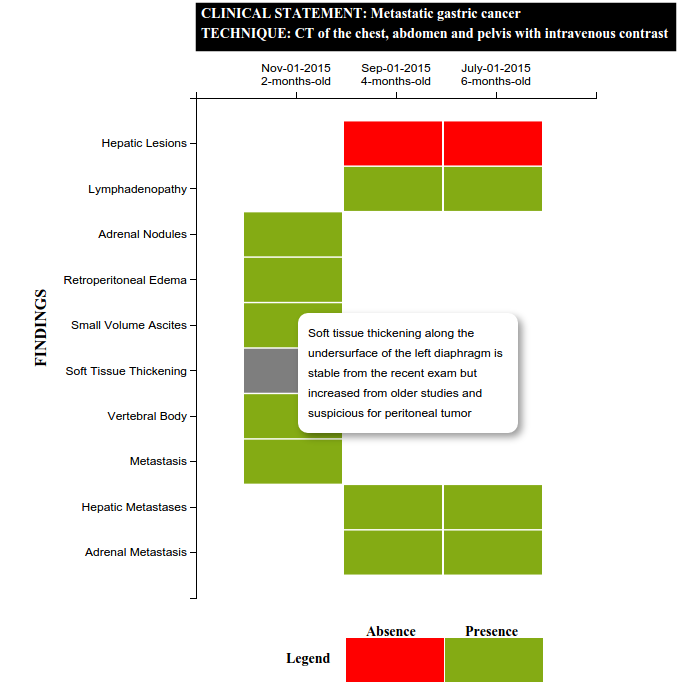 CLINICAL STATEMENT: Metastatic gastric cancer
TECHNIQUE: CT of the chest, abdomen and pelvis with intravenous contrast
Nov-01-2015 Sep-01-2015 July-01-2015
2-months-old 4-months-old 6-months-old
FINDINGS
Hepatic Lesions
Lymphadenopathy
Adrenal Nodules
Retroperitoneal Edema
Small Volume Ascites
Soft Tissue Thickening
Vertebral Body
Metastasis
Hepatic Metastases
Adrenal Metastasis
Soft tissue thickening along the
undersurface of the left diaphragm is
stable from the recent exam but
increased from older studies and
suspicious for peritoneal tumor
Absence Presence
Legend